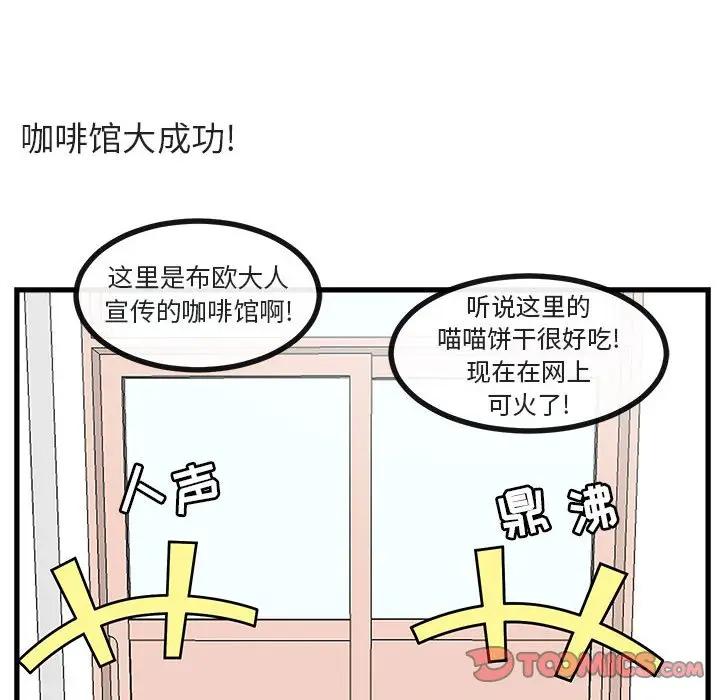 咖啡馆大成功!
这里是布欧大人
宣传的咖啡馆啊!
听说这里的
喵喵饼干很好吃!
现在在网上
可火了!
人声
鼎沸
TOOMICS.COM